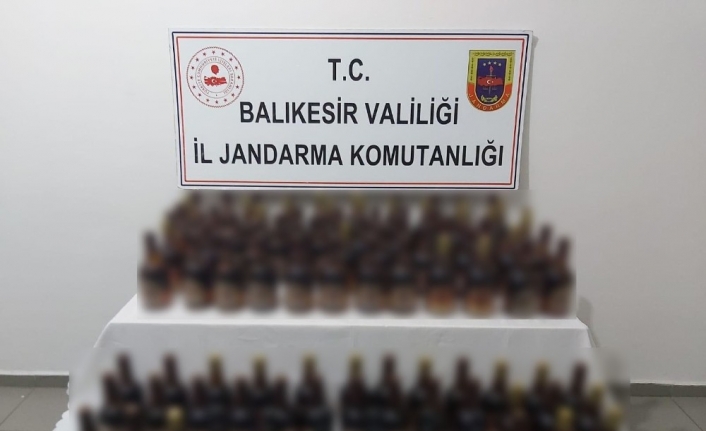 T.C.
BALIKESİR VALİLİĞİ
İL JANDARMA KOMUTANLIĞI